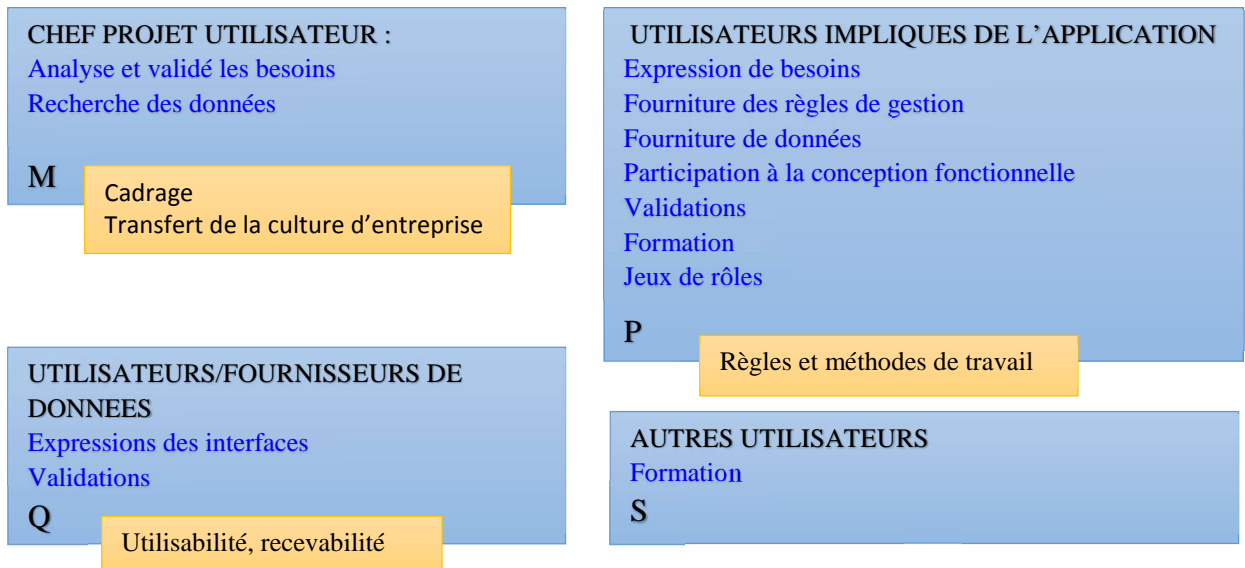 CHEF PROJET UTILISATEUR :
Analyse et validé les besoins
Recherche des données
M
Cadrage
Transfert de la culture d’entreprise
UTILISATEURS IMPLIQUES DE L’APPLICATION
Expression de besoins
Fourniture des règles de gestion
Fourniture de données
Participation à la conception fonctionnelle
Validations
Formation
Jeux de rôles
P
Règles et méthodes de travail
UTILISATEURS/FOURNISSEURS DE
DONNEES
Expressions des interfaces
Validations
Q
Utilisabilité, recevabilité
AUTRES UTILISATEURS
Formation
S